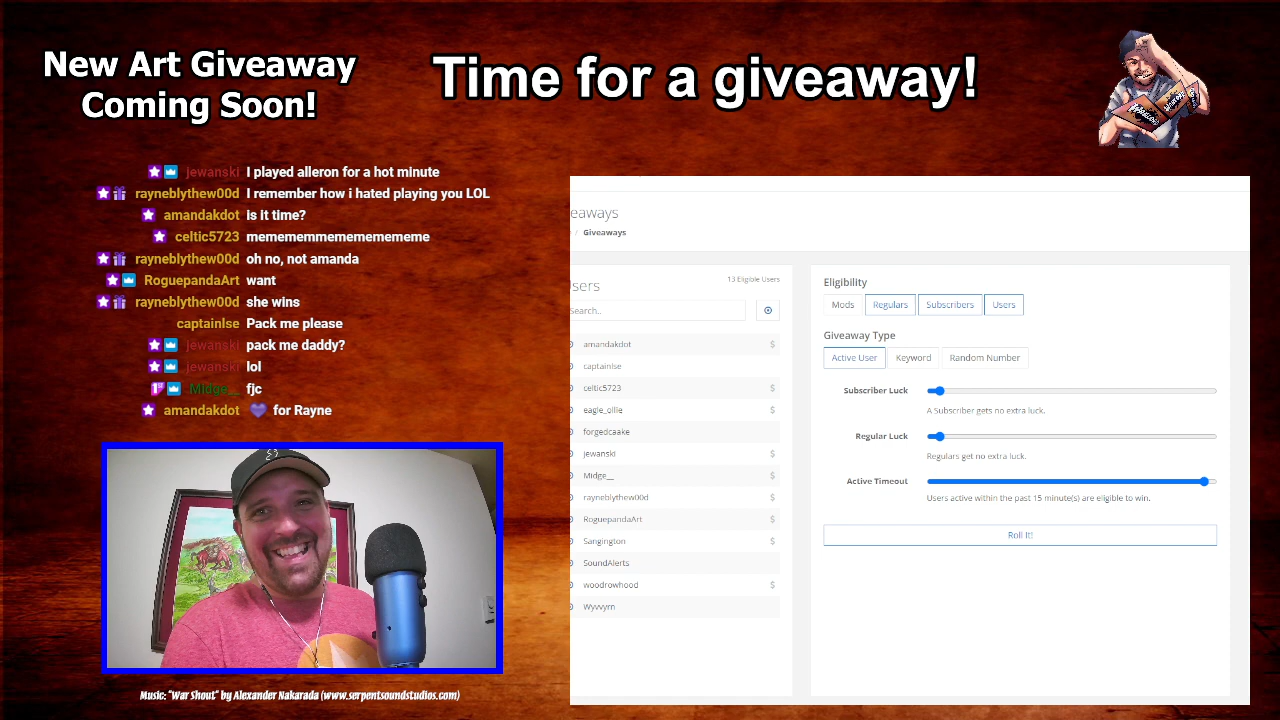 New Art Giveaway
Coming Soon!
Time for a giveaway!
jewanski I played alleron for a hot minute
rayneblythew00d I remember how i hated playing you LOL
amandakdot is it time?
celtic5723 memememmemememememe
rayneblythew00d oh no, not amanda
RoguepandaArt want
rayneblythew00d she wins
captainlse Pack me please
jewanski pack me daddy?
jewanski lol
Midge__ fjc
amandakdot 💜 for Rayne
Music: "War Shout" by Alexander Nakarada (www.serpentsoundstudios.com)
eaways
/ Giveaways
sers
13 Eligible Users
Search..
amandakdot $
captainlse
celtic5723 $
eagle_ollie $
forgedcaake
jewanski $
Midge__ $
rayneblythew00d $
RoguepandaArt $
Sangington $
SoundAlerts
woodrowhood $
Wyvvyrn
Eligibility
Mods Regulars Subscribers Users
Giveaway Type
Active User Keyword Random Number
Subscriber Luck
A Subscriber gets no extra luck.
Regular Luck
Regulars get no extra luck.
Active Timeout
Users active within the past 15 minute(s) are eligible to win.
Roll It!